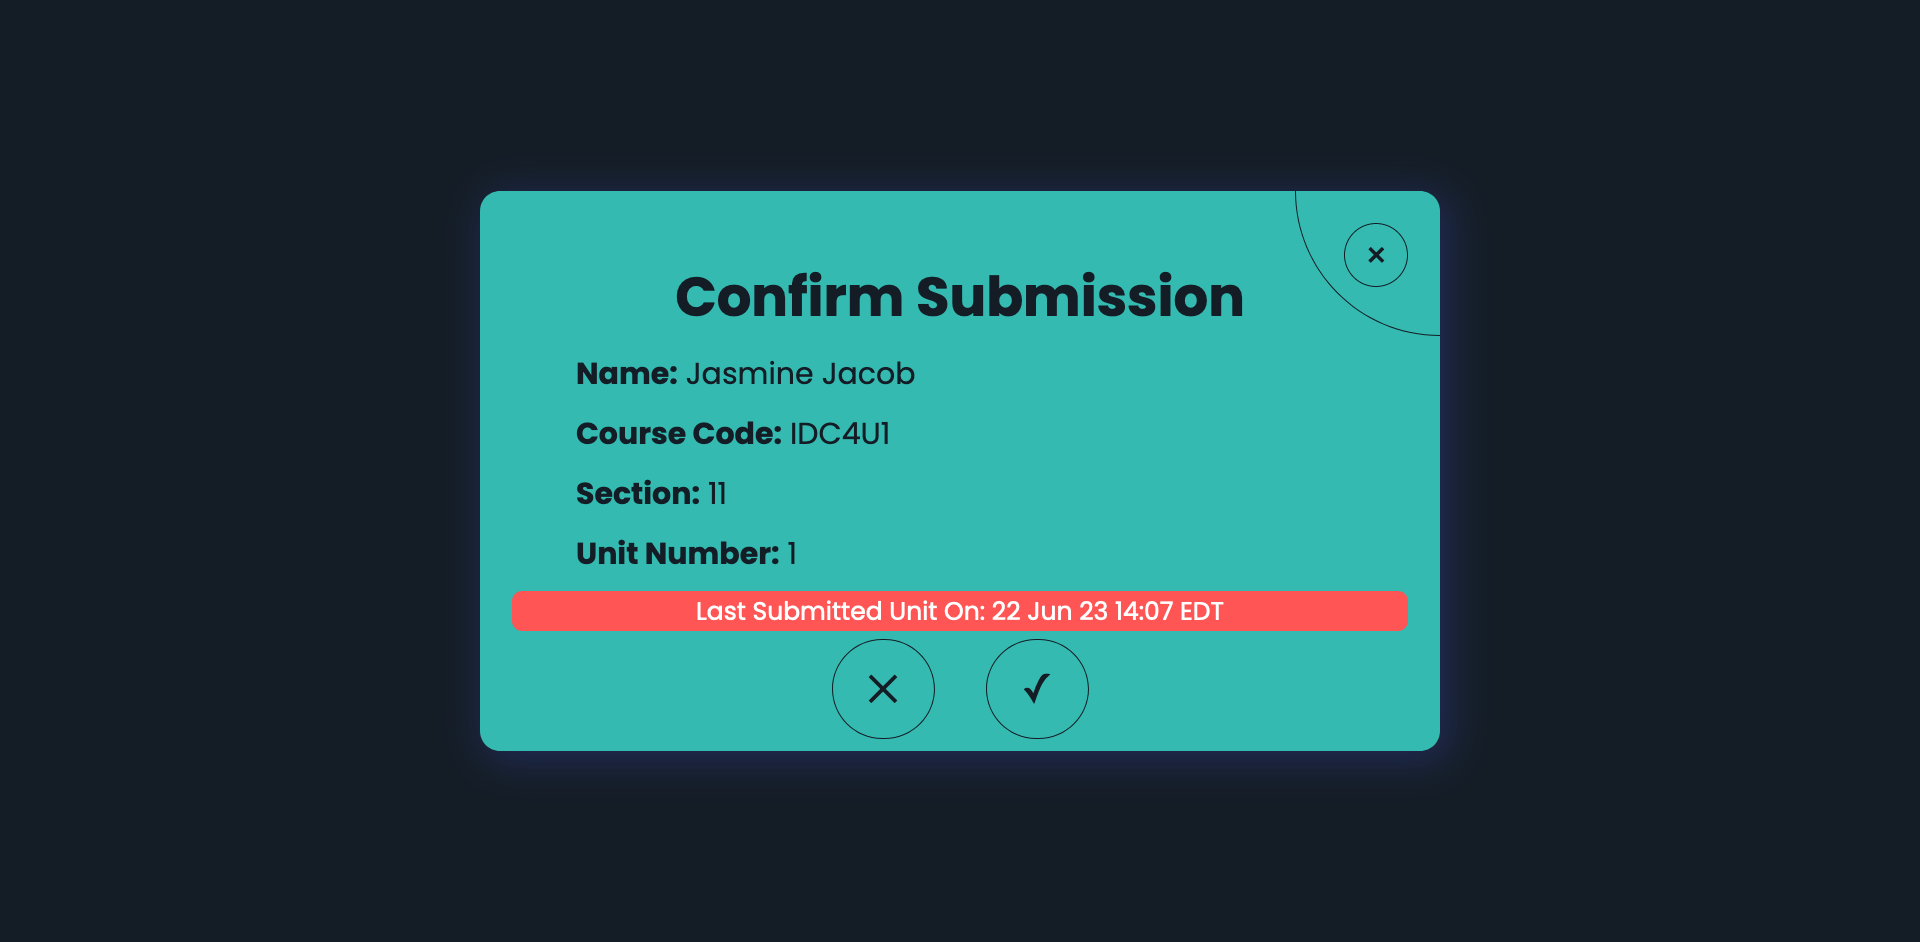 Confirm Submission
Name: Jasmine Jacob
Course Code: IDC4U1
Section: 11
Unit Number: 1
Last Submitted Unit On: 22 Jun 23 14:07 EDT